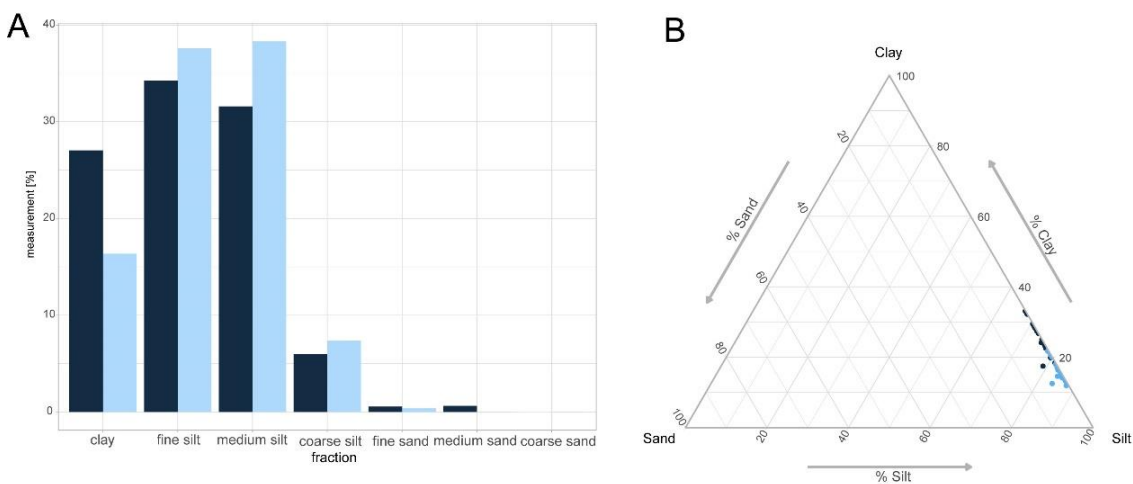 A
40
30
20
10
0
measurement [%]
clay
fine silt
medium silt
coarse silt
fine sand
medium sand
coarse sand
fraction
B
Clay
100
80
60
40
20
20
40
60
80
100
% Sand
% Clay
Sand
Silt
20
40
60
80
100
% Silt